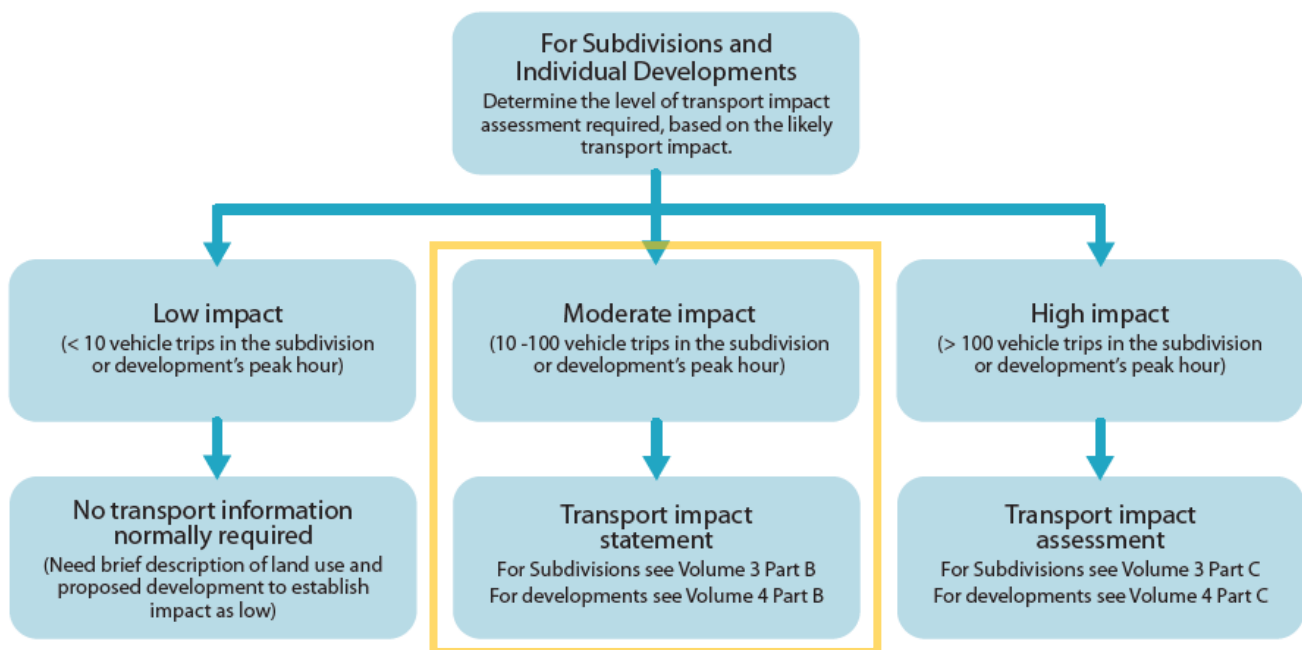 For Subdivisions and
Individual Developments
Determine the level of transport impact
assessment required, based on the likely
transport impact.
Low impact
(< 10 vehicle trips in the subdivision
or development's peak hour)
Moderate impact
(10 -100 vehicle trips in the subdivision
or development's peak hour)
High impact
(> 100 vehicle trips in the subdivision
or development's peak hour)
No transport information
normally required
(Need brief description of land use and
proposed development to establish
impact as low)
Transport impact
statement
For Subdivisions see Volume 3 Part B
For developments see Volume 4 Part B
Transport impact
assessment
For Subdivisions see Volume 3 Part C
For developments see Volume 4 Part C